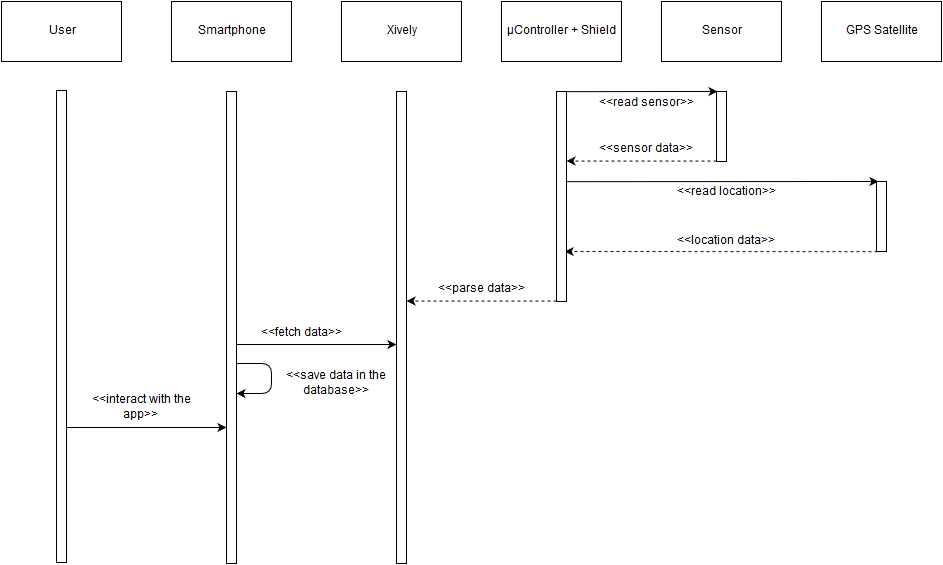 User
Smartphone
Xively
µController + Shield
Sensor
GPS Satellite
<<read sensor>>
<<sensor data>>
<<read location>>
<<location data>>
<<parse data>>
<<fetch data>>
<<save data in the
database>>
<<interact with the
app>>